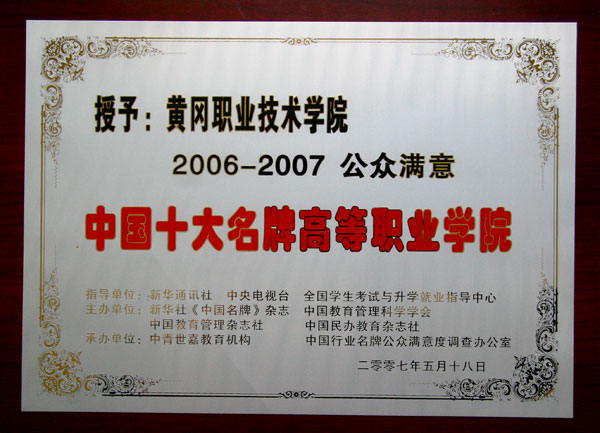 授予：黄冈职业技术学院
2006-2007 公众满意
中国十大名牌高等职业学院
指导单位：新华通讯社 中央电视台 全国学生考试与升学就业指导中心
主办单位：新华社《中国名牌》杂志 中国教育管理科学学会
中国教育管理杂志社 中国民办教育杂志社
承办单位：中青世嘉教育机构 中国行业名牌公众满意度调查办公室
二零零七年五月十八日